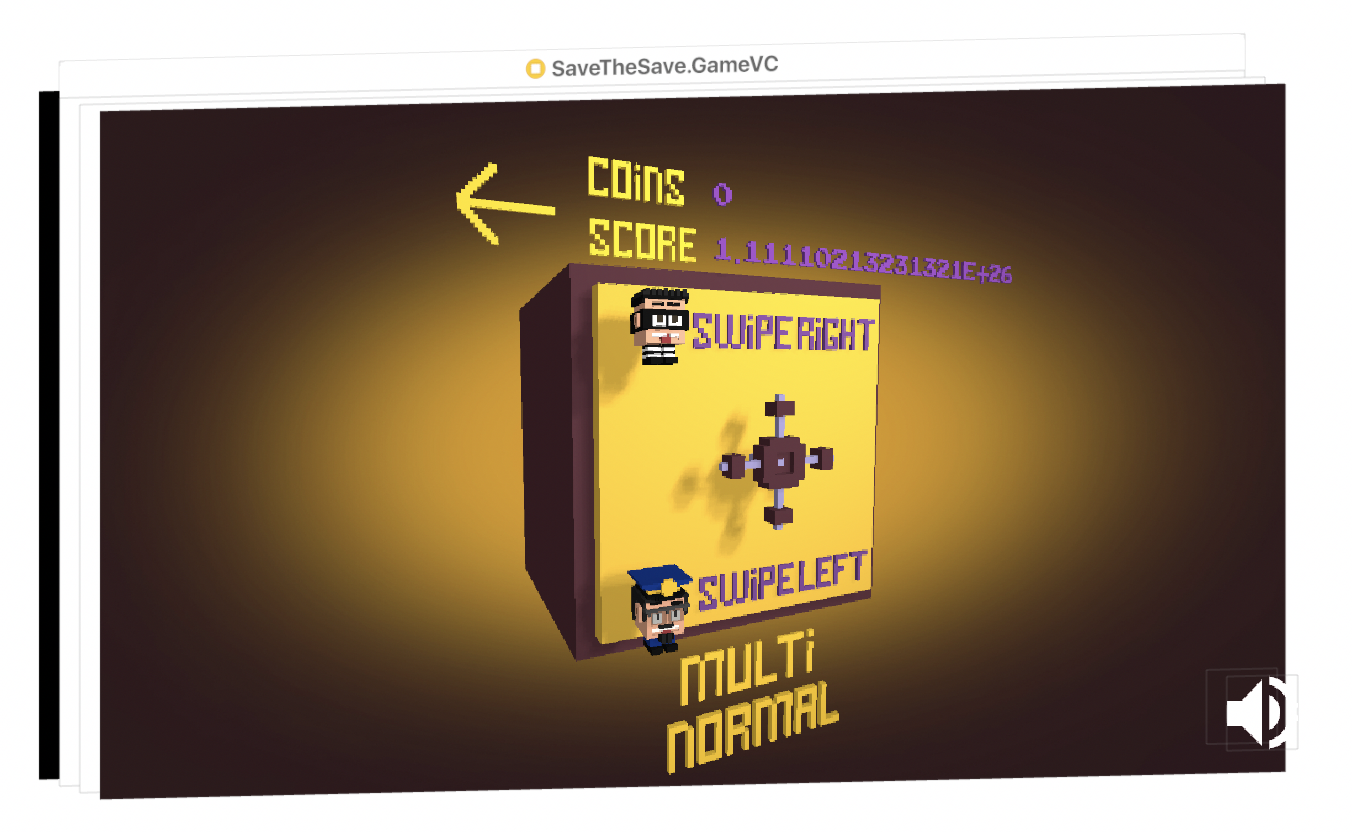 SaveTheSave.GameVC
COiNS 0
SCORE 1.11110213231321E+26
SWiPE RiGHT
SWiPE LEFT
MULTi
NORMAL